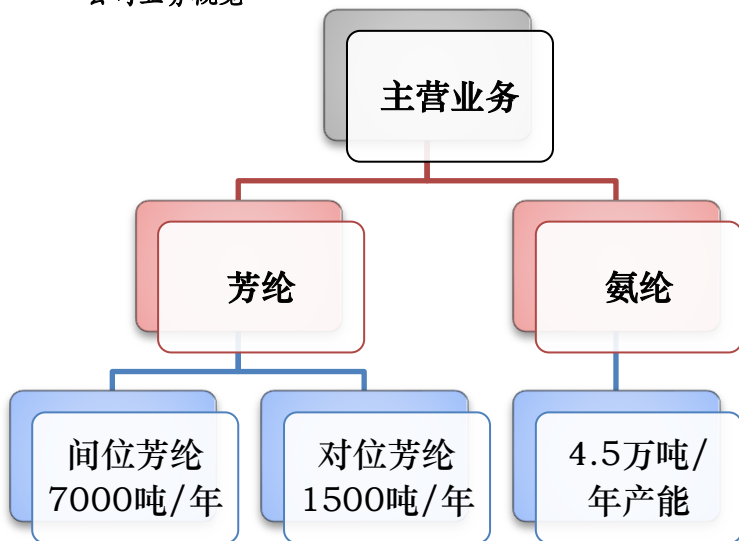 主营业务
芳纶
氨纶
间位芳纶
7000吨/年
对位芳纶
1500吨/年
4.5万吨/
年产能